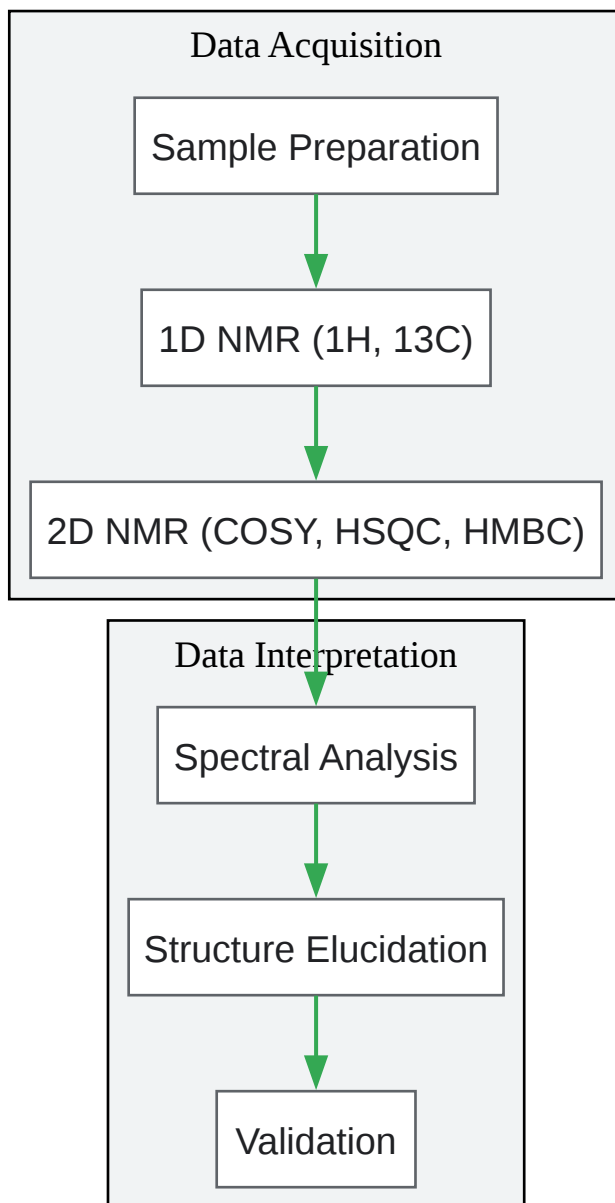 Data Acquisition
Sample Preparation
1D NMR (1H, 13C)
2D NMR (COSY, HSQC, HMBC)
Data Interpretation
Spectral Analysis
Structure Elucidation
Validation